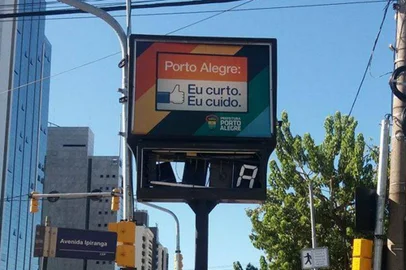 Porto Alegre:
Eu curto.
Eu cuido.
PREFEITURA
PORTO
ALEGRE
A
Avenida Ipiranga